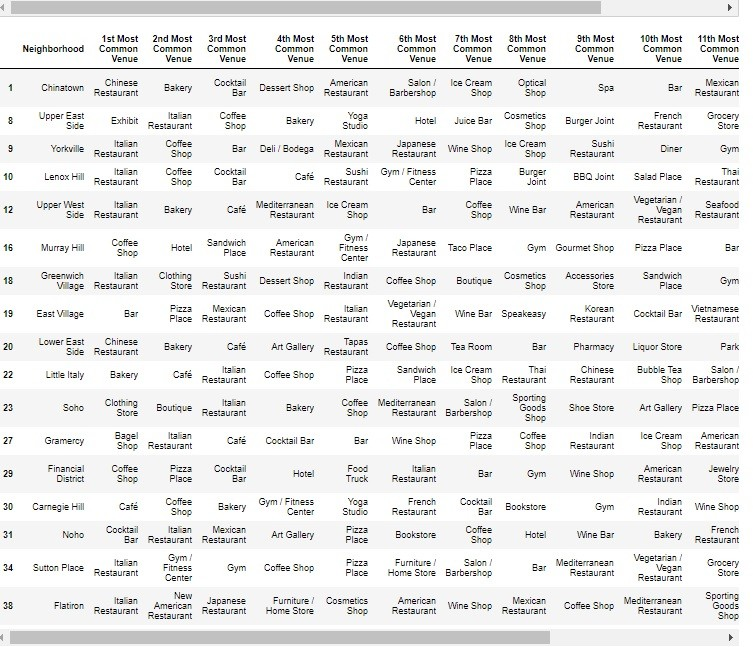 Neighborhood 1st Most Common Venue 2nd Most Common Venue 3rd Most Common Venue 4th Most Common Venue 5th Most Common Venue 6th Most Common Venue 7th Most Common Venue 8th Most Common Venue 9th Most Common Venue 10th Most Common Venue 11th Most Common Venue
1 Chinatown Chinese Restaurant Bakery Cocktail Bar Dessert Shop American Restaurant Salon / Barbershop Ice Cream Shop Optical Shop Spa Bar Mexican Restaurant
8 Upper East Side Exhibit Italian Restaurant Coffee Shop Bakery Yoga Studio Hotel Juice Bar Cosmetics Shop Burger Joint French Restaurant Grocery Store
9 Yorkville Italian Restaurant Coffee Shop Bar Deli / Bodega Mexican Restaurant Japanese Restaurant Wine Shop Ice Cream Shop Sushi Restaurant Diner Gym
10 Lenox Hill Italian Restaurant Coffee Shop Cocktail Bar Café Sushi Restaurant Gym / Fitness Center Pizza Place Burger Joint BBQ Joint Salad Place Thai Restaurant
12 Upper West Side Italian Restaurant Bakery Café Mediterranean Restaurant Ice Cream Shop Bar Coffee Shop Wine Bar American Restaurant Vegetarian / Vegan Restaurant Seafood Restaurant
16 Murray Hill Coffee Shop Hotel Sandwich Place American Restaurant Gym / Fitness Center Japanese Restaurant Taco Place Gym Gourmet Shop Pizza Place Bar
18 Greenwich Village Italian Restaurant Clothing Store Sushi Restaurant Dessert Shop Indian Restaurant Coffee Shop Boutique Cosmetics Shop Accessories Store Sandwich Place Gym
19 East Village Bar Pizza Place Mexican Restaurant Coffee Shop Italian Restaurant Vegetarian / Vegan Restaurant Wine Bar Speakeasy Korean Restaurant Cocktail Bar Vietnamese Restaurant
20 Lower East Side Chinese Restaurant Bakery Café Art Gallery Tapas Restaurant Coffee Shop Tea Room Bar Pharmacy Liquor Store Park
22 Little Italy Bakery Café Italian Restaurant Coffee Shop Pizza Place Sandwich Place Ice Cream Shop Thai Restaurant Chinese Restaurant Bubble Tea Shop Salon / Barbershop
23 Soho Clothing Store Boutique Italian Restaurant Bakery Coffee Shop Mediterranean Restaurant Salon / Barbershop Sporting Goods Shop Shoe Store Art Gallery Pizza Place
27 Gramercy Bagel Shop Italian Restaurant Café Cocktail Bar Bar Wine Shop Pizza Place Coffee Shop Indian Restaurant Ice Cream Shop American Restaurant
29 Financial District Coffee Shop Pizza Place Cocktail Bar Hotel Food Truck Italian Restaurant Bar Gym Wine Shop American Restaurant Jewelry Store
30 Carnegie Hill Café Coffee Shop Bakery Gym / Fitness Center Yoga Studio French Restaurant Cocktail Bar Bookstore Gym Indian Restaurant Wine Shop
31 Noho Cocktail Bar Italian Restaurant Mexican Restaurant Art Gallery Pizza Place Bookstore Coffee Shop Hotel Wine Bar Bakery French Restaurant
34 Sutton Place Italian Restaurant Gym / Fitness Center Gym Coffee Shop Pizza Place Furniture / Home Store Salon / Barbershop Bar Mediterranean Restaurant Vegetarian / Vegan Restaurant Grocery Store
38 Flatiron Italian Restaurant New American Restaurant Japanese Restaurant Furniture / Home Store Cosmetics Shop American Restaurant Wine Shop Mexican Restaurant Coffee Shop Mediterranean Restaurant Sporting Goods Shop